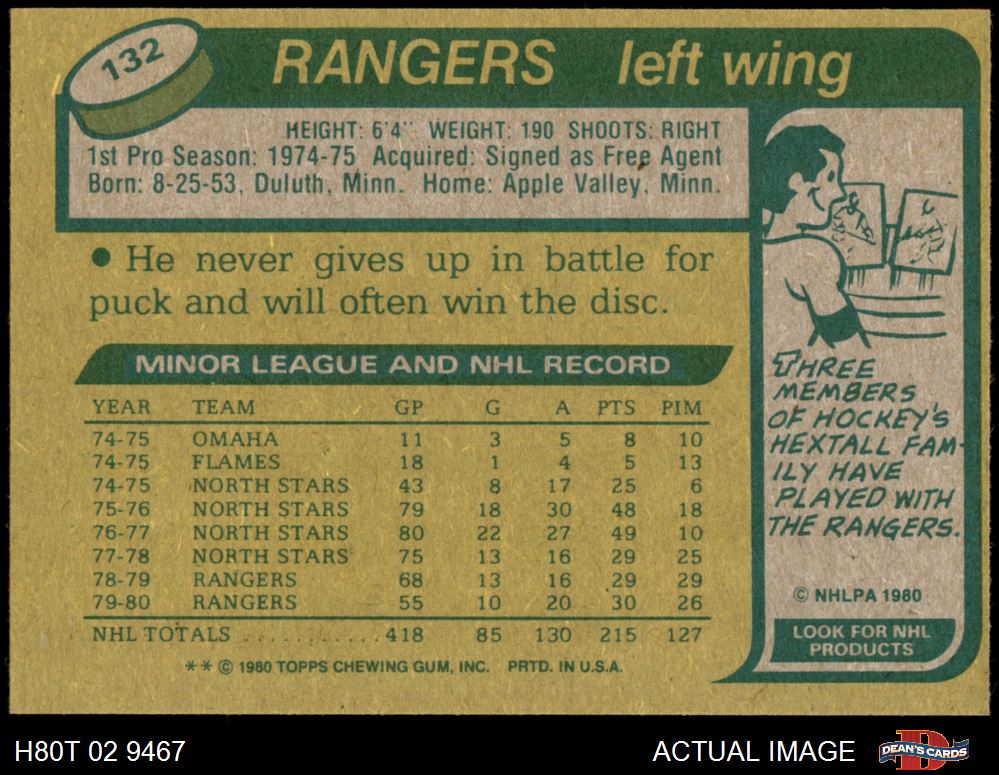 132
RANGERS left wing
HEIGHT: 6'4" WEIGHT: 190 SHOOTS: RIGHT
1st Pro Season: 1974-75 Acquired: Signed as Free Agent
Born: 8-25-53, Duluth, Minn. Home: Apple Valley, Minn.
• He never gives up in battle for
puck and will often win the disc.
MINOR LEAGUE AND NHL RECORD
YEAR TEAM GP G A PTS PIM
74-75 OMAHA 11 3 5 8 10
74-75 FLAMES 18 1 4 5 13
74-75 NORTH STARS 43 8 17 25 6
75-76 NORTH STARS 79 18 30 48 18
76-77 NORTH STARS 80 22 27 49 10
77-78 NORTH STARS 75 13 16 29 25
78-79 RANGERS 68 13 16 29 29
79-80 RANGERS 55 10 20 30 26
NHL TOTALS ............ 418 85 130 215 127
** © 1980 TOPPS CHEWING GUM, INC. PRTD. IN U.S.A.
THREE
MEMBERS
OF HOCKEY'S
HEXTALL FAM-
ILY HAVE
PLAYED WITH
THE RANGERS.
© NHLPA 1980
LOOK FOR NHL
PRODUCTS
H80T 02 9467
ACTUAL IMAGE
D
DEAN'S CARDS